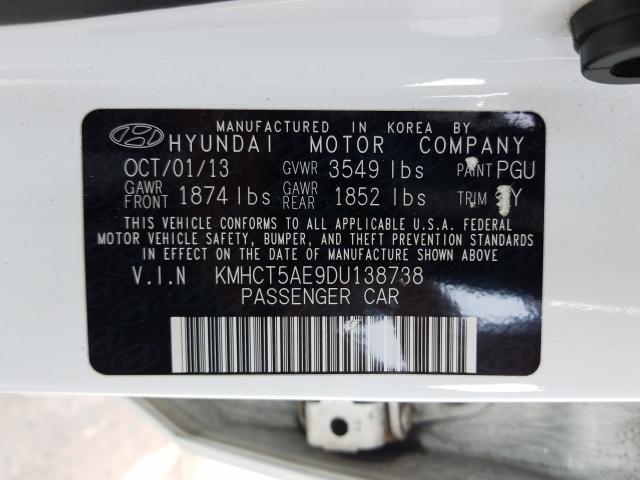 MANUFACTURED IN KOREA BY
HYUNDAI MOTOR COMPANY
OCT/01/13 GVWR 3549 lbs PAINT PGU
GAWR FRONT 1874 lbs GAWR REAR 1852 lbs TRIM
THIS VEHICLE CONFORMS TO ALL APPLICABLE U.S.A. FEDERAL
MOTOR VEHICLE SAFETY, BUMPER, AND THEFT PREVENTION STANDARDS
IN EFFECT ON THE DATE OF MANUFACTURE SHOWN ABOVE
V.I.N KMHCT5AE9DU138738
PASSENGER CAR